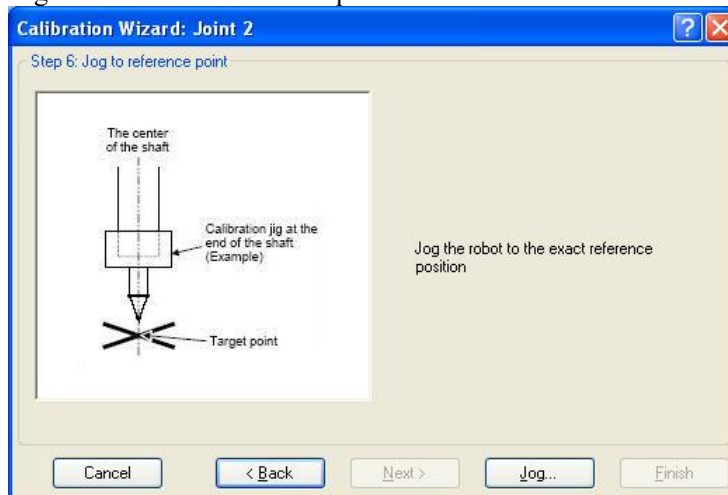 Calibration Wizard: Joint 2
Step 6: Jog to reference point
The center
of the shaft
Calibration jig at the
end of the shaft
(Example)
Target point
Jog the robot to the exact reference
position
Cancel
< Back
Next >
Jog...
Finish